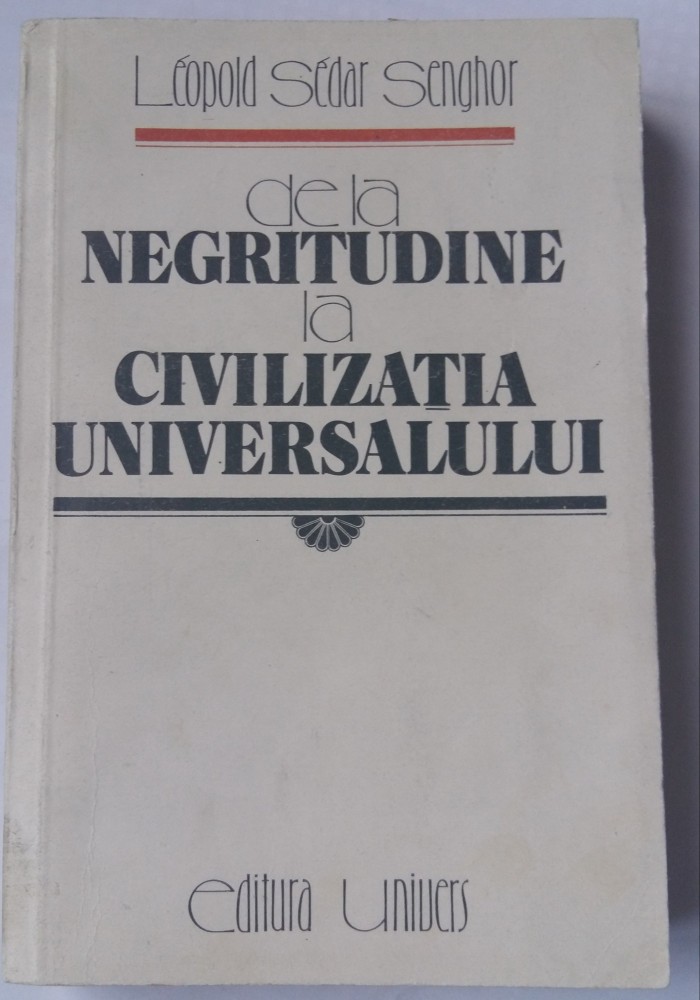 Léopold Sédar Senghor
de la
NEGRITUDINE
la
CIVILIZAȚIA
UNIVERSALULUI
editura univers